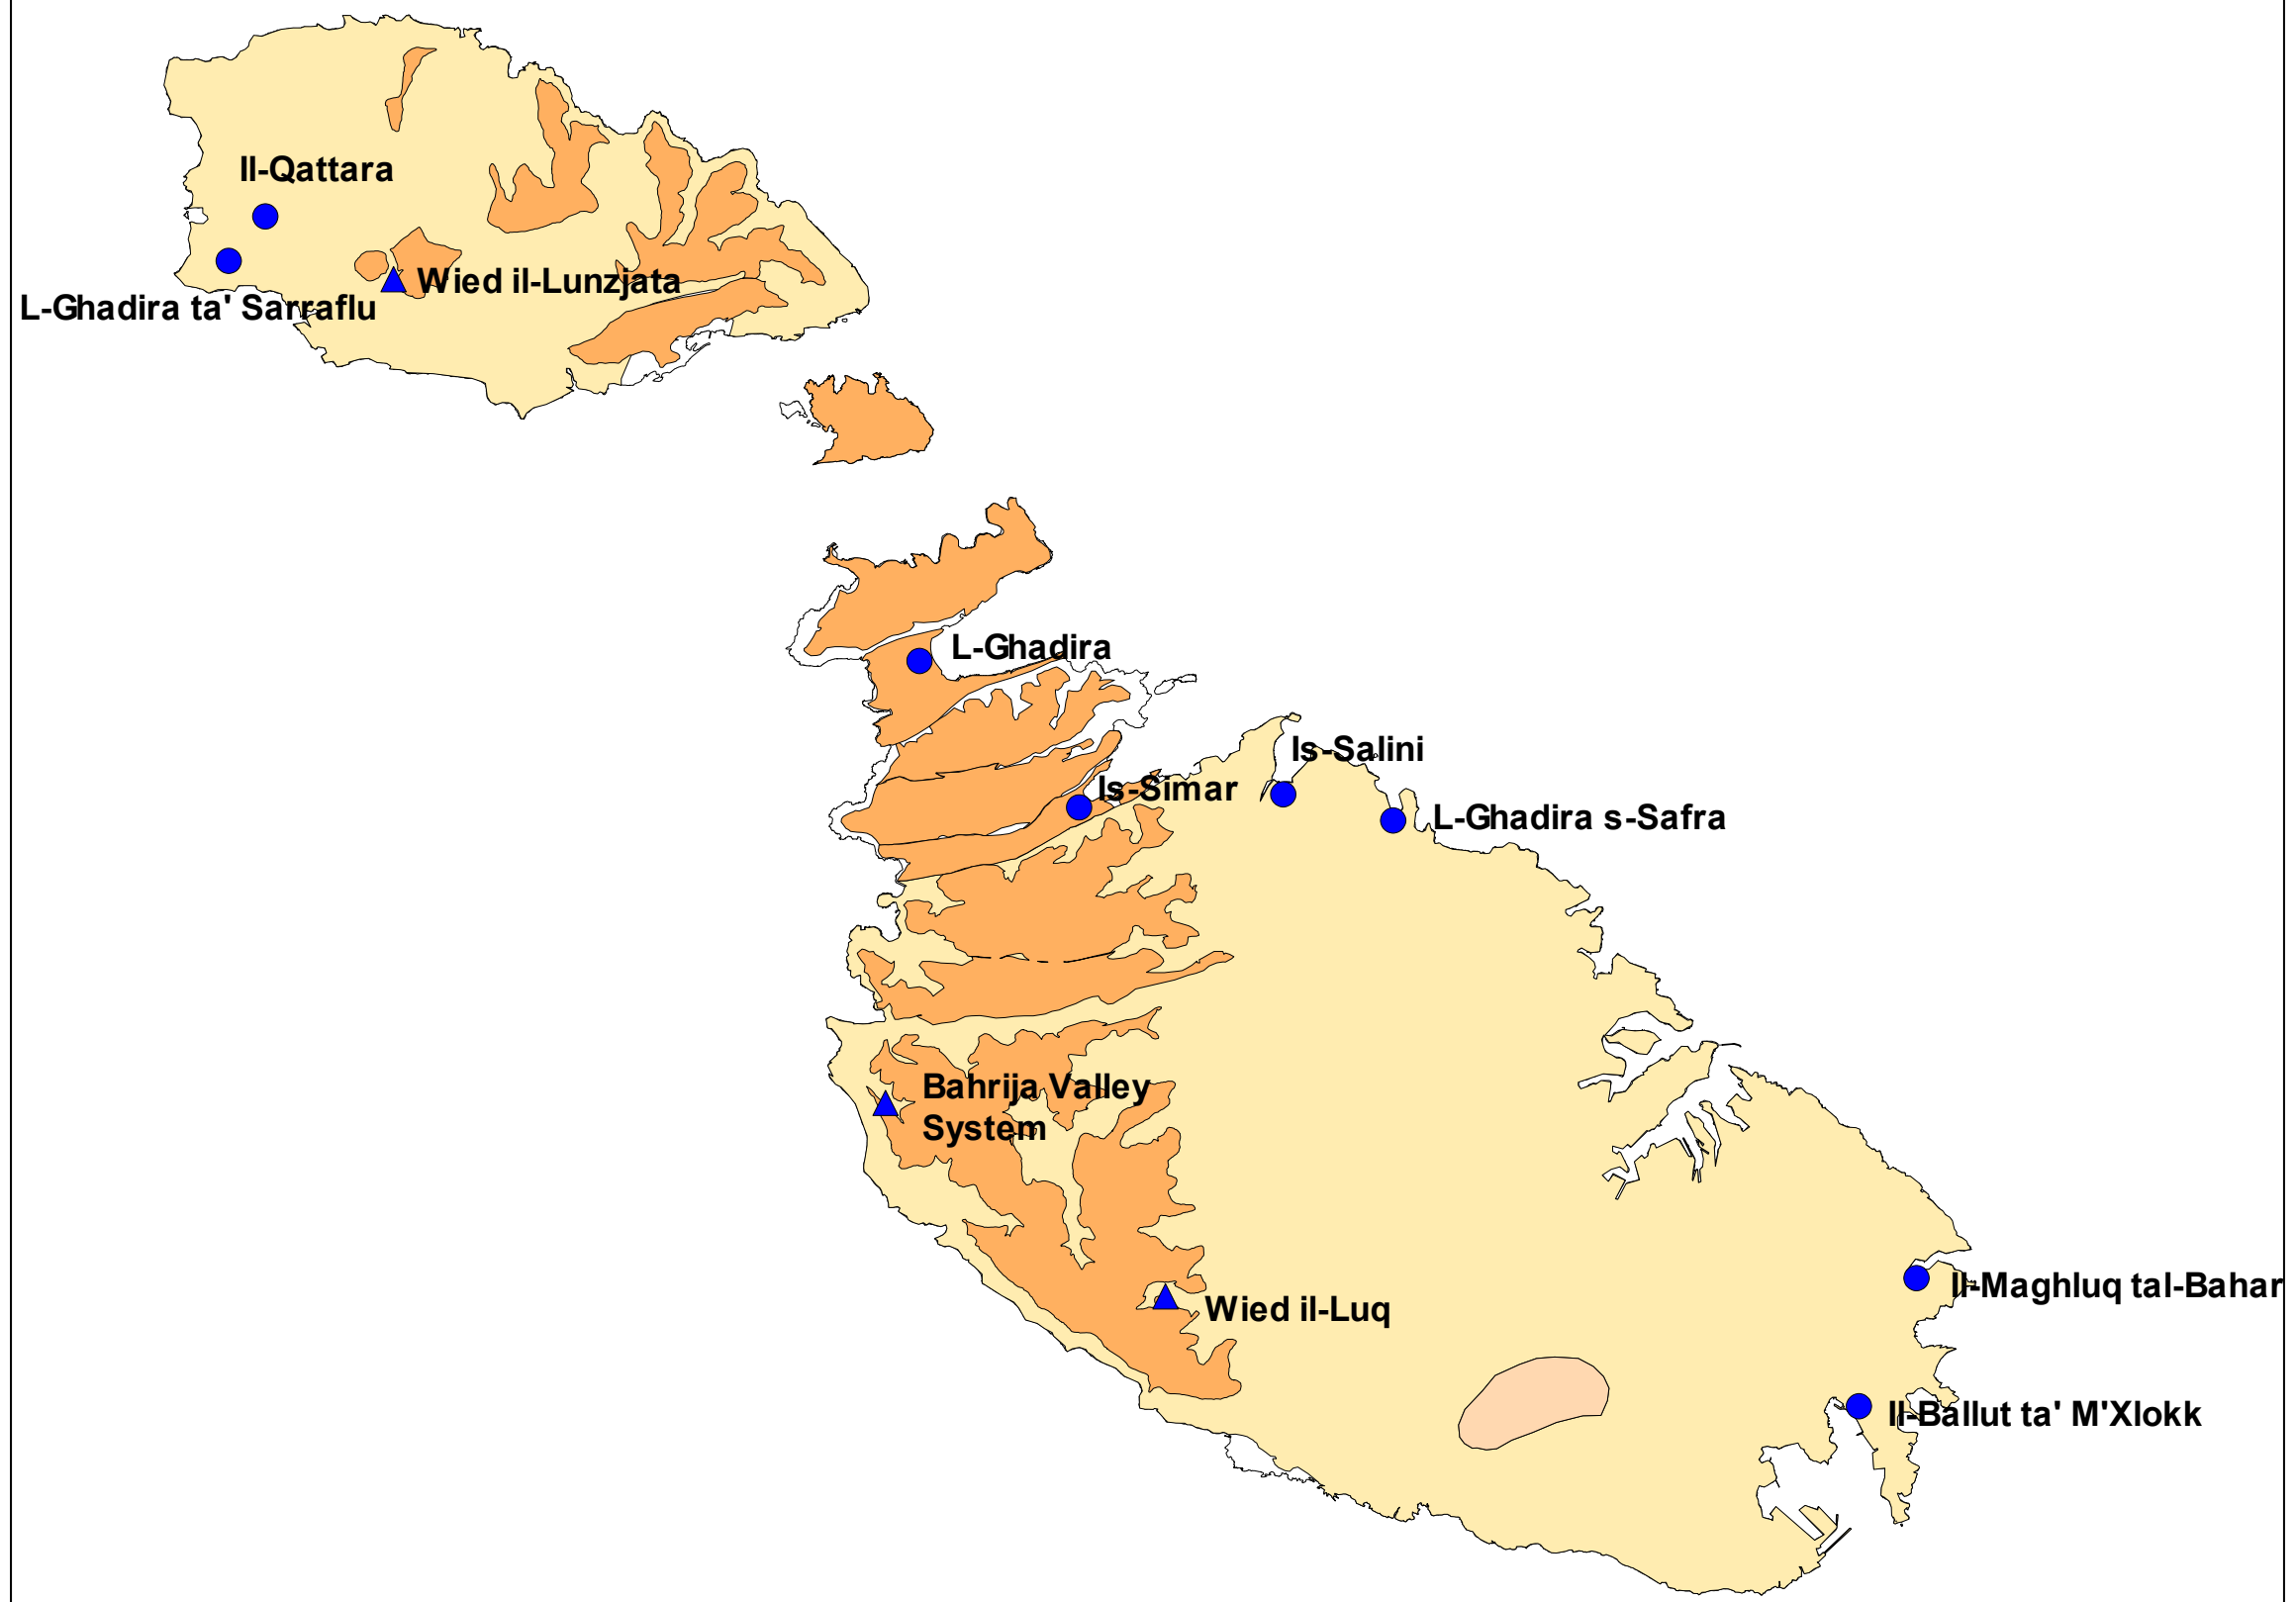 Il-Qattara
Wied il-Lunzjata
L-Ghadira ta' Sarraflu
L-Ghadira
Is-Salini
Is-Simar
L-Ghadira s-Safra
Bahrija Valley
System
Il-Maghluq tal-Bahar
Wied il-Luq
Il-Ballut ta' M'Xlokk